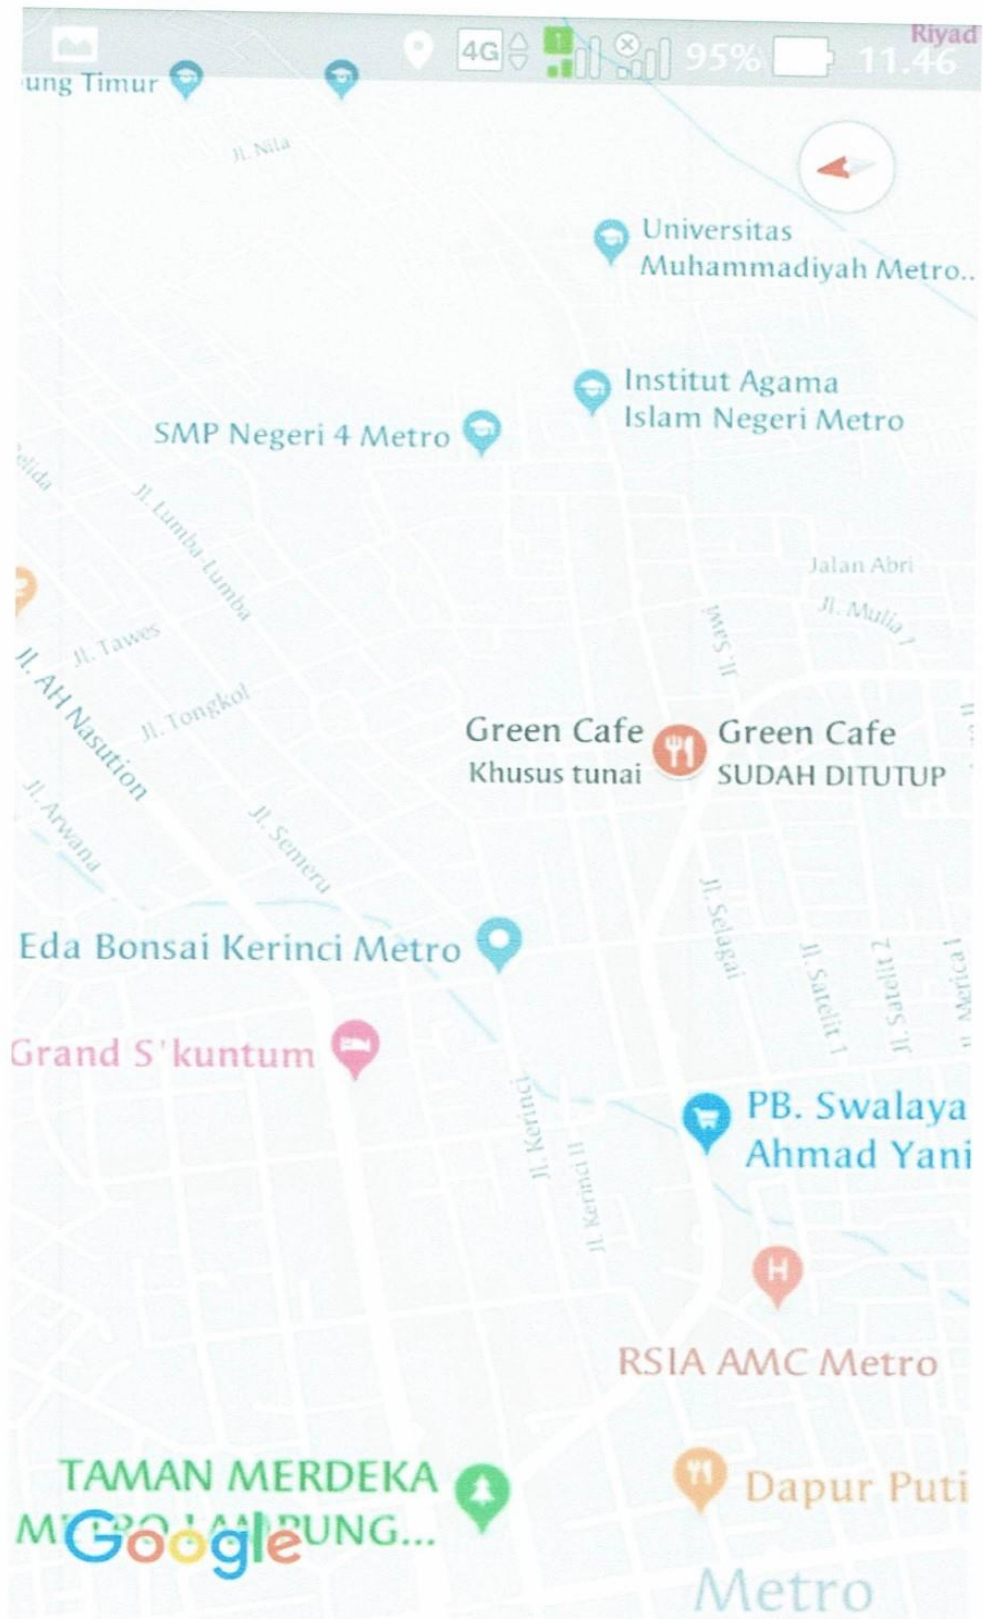 4G 95% 11.46
Riyad
ung Timur
Jl. Nila
Universitas
Muhammadiyah Metro..
Institut Agama
Islam Negeri Metro
SMP Negeri 4 Metro
Jl. Lumba-Lumba
Jalan Abri
Jl. Mulia
Jl. Sawi
Jl. Tawes
Jl. AH Nasution
Jl. Tongkol
Green Cafe
Khusus tunai
Green Cafe
SUDAH DITUTUP
Jl. Arwana
Jl. Semeru
Jl. Selagai
Eda Bonsai Kerinci Metro
Jl. Satelit 1
Jl. Satelit 2
Jl. Merica I
Grand S'kuntum
Jl. Kerinci
Jl. Kerinci II
PB. Swalaya
Ahmad Yani
H
RSIA AMC Metro
TAMAN MERDEKA
METRO LAMPUNG...
Google
Dapur Puti
Metro